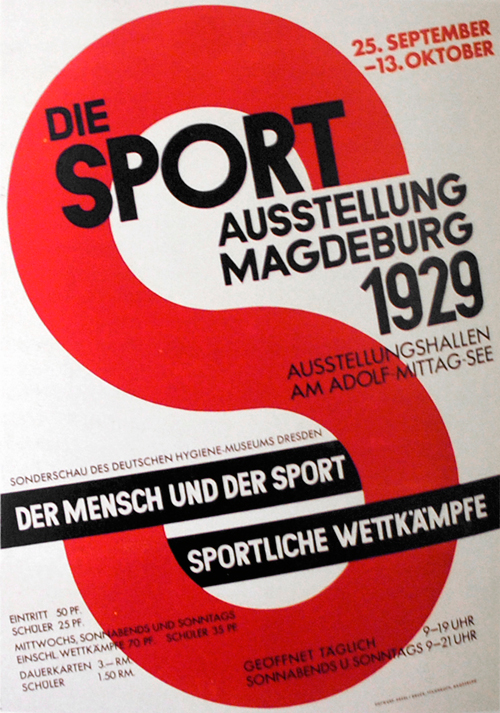 25. SEPTEMBER
–13. OKTOBER
DIE
SPORT
AUSSTELLUNG
MAGDEBURG
1929
AUSSTELLUNGSHALLEN
AM ADOLF-MITTAG-SEE
SONDERSCHAU DES DEUTSCHEN HYGIENE-MUSEUMS DRESDEN
DER MENSCH UND DER SPORT
SPORTLICHE WETTKÄMPFE
EINTRITT 50 PF.
SCHÜLER 25 PF.
MITTWOCHS, SONNABENDS UND SONNTAGS
EINSCHL. WETTKÄMPFE 70 PF. SCHÜLER 35 PF.
DAUERKARTEN 3.— RM.
SCHÜLER 1.50 RM.
GEÖFFNET TÄGLICH 9–19 UHR
SONNABENDS U. SONNTAGS 9–21 UHR